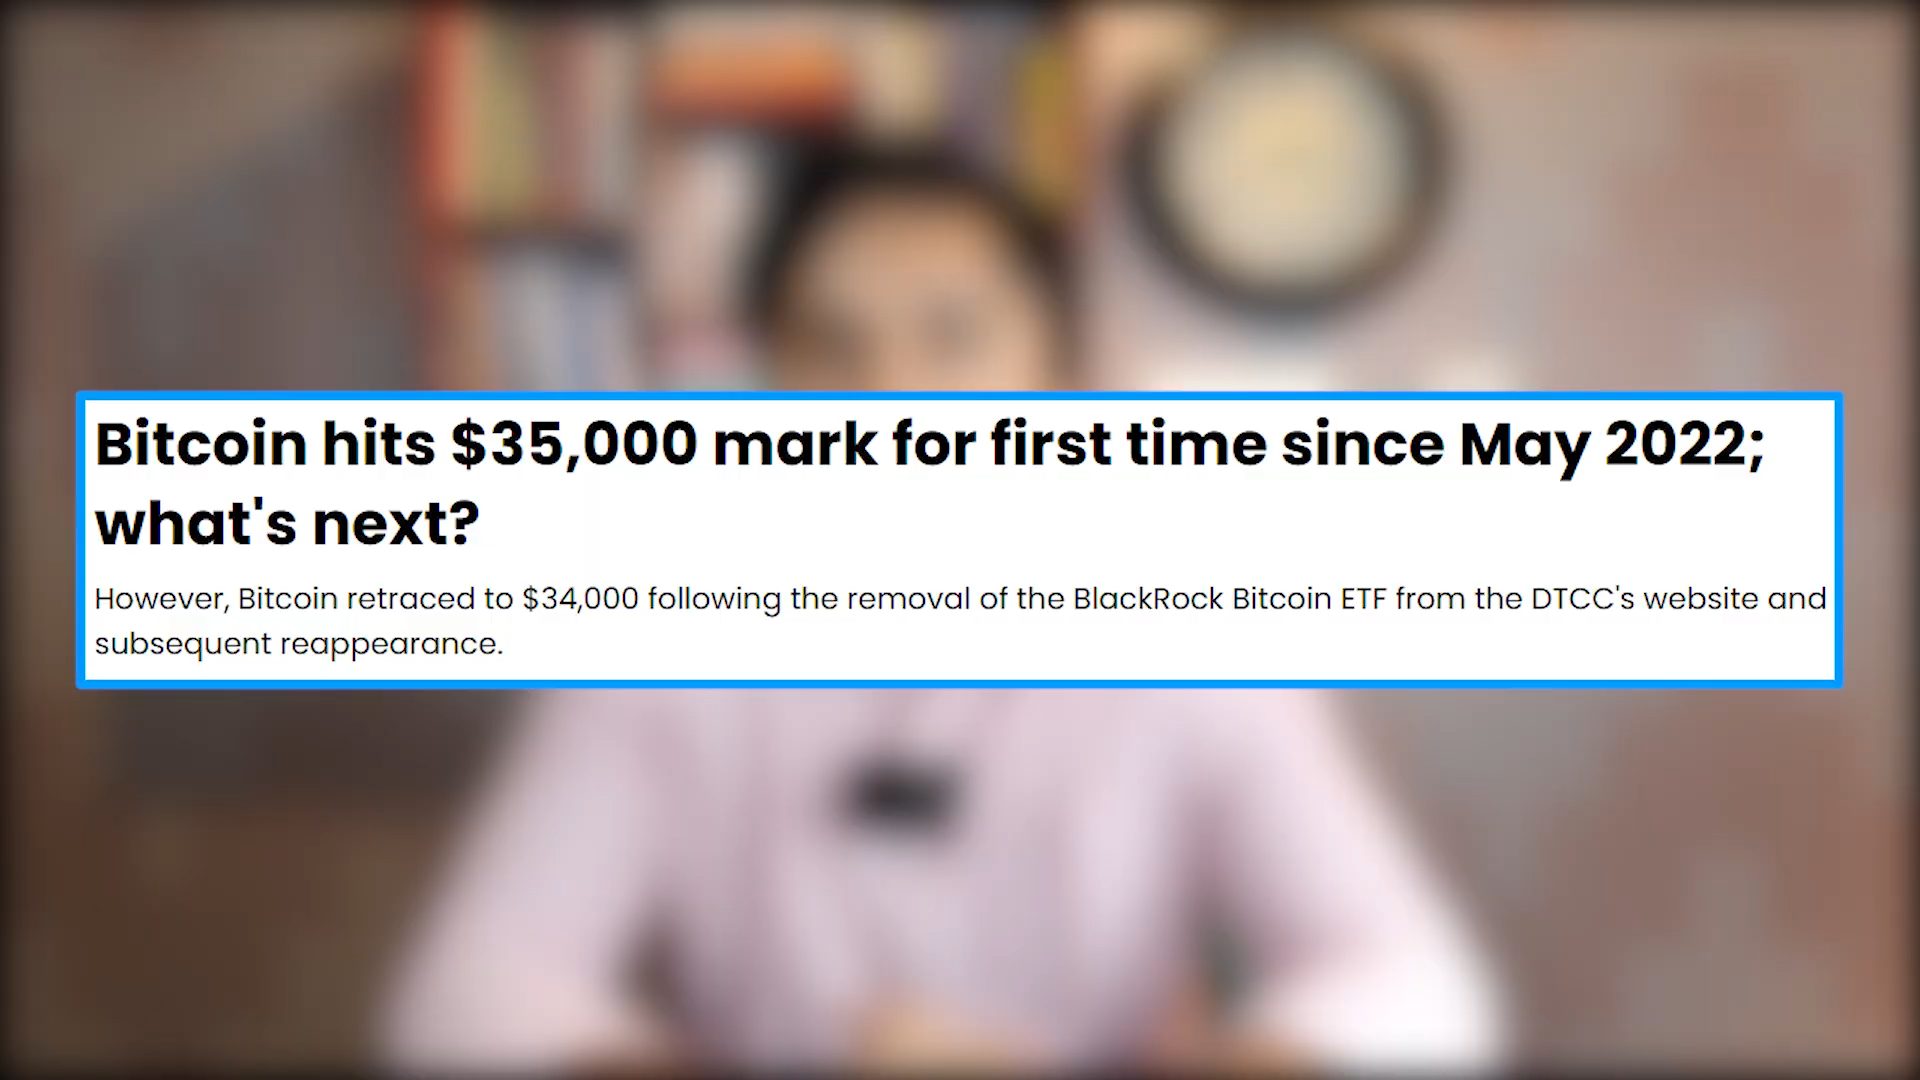 Bitcoin hits $35,000 mark for first time since May 2022;
what's next?
However, Bitcoin retraced to $34,000 following the removal of the BlackRock Bitcoin ETF from the DTCC's website and
subsequent reappearance.